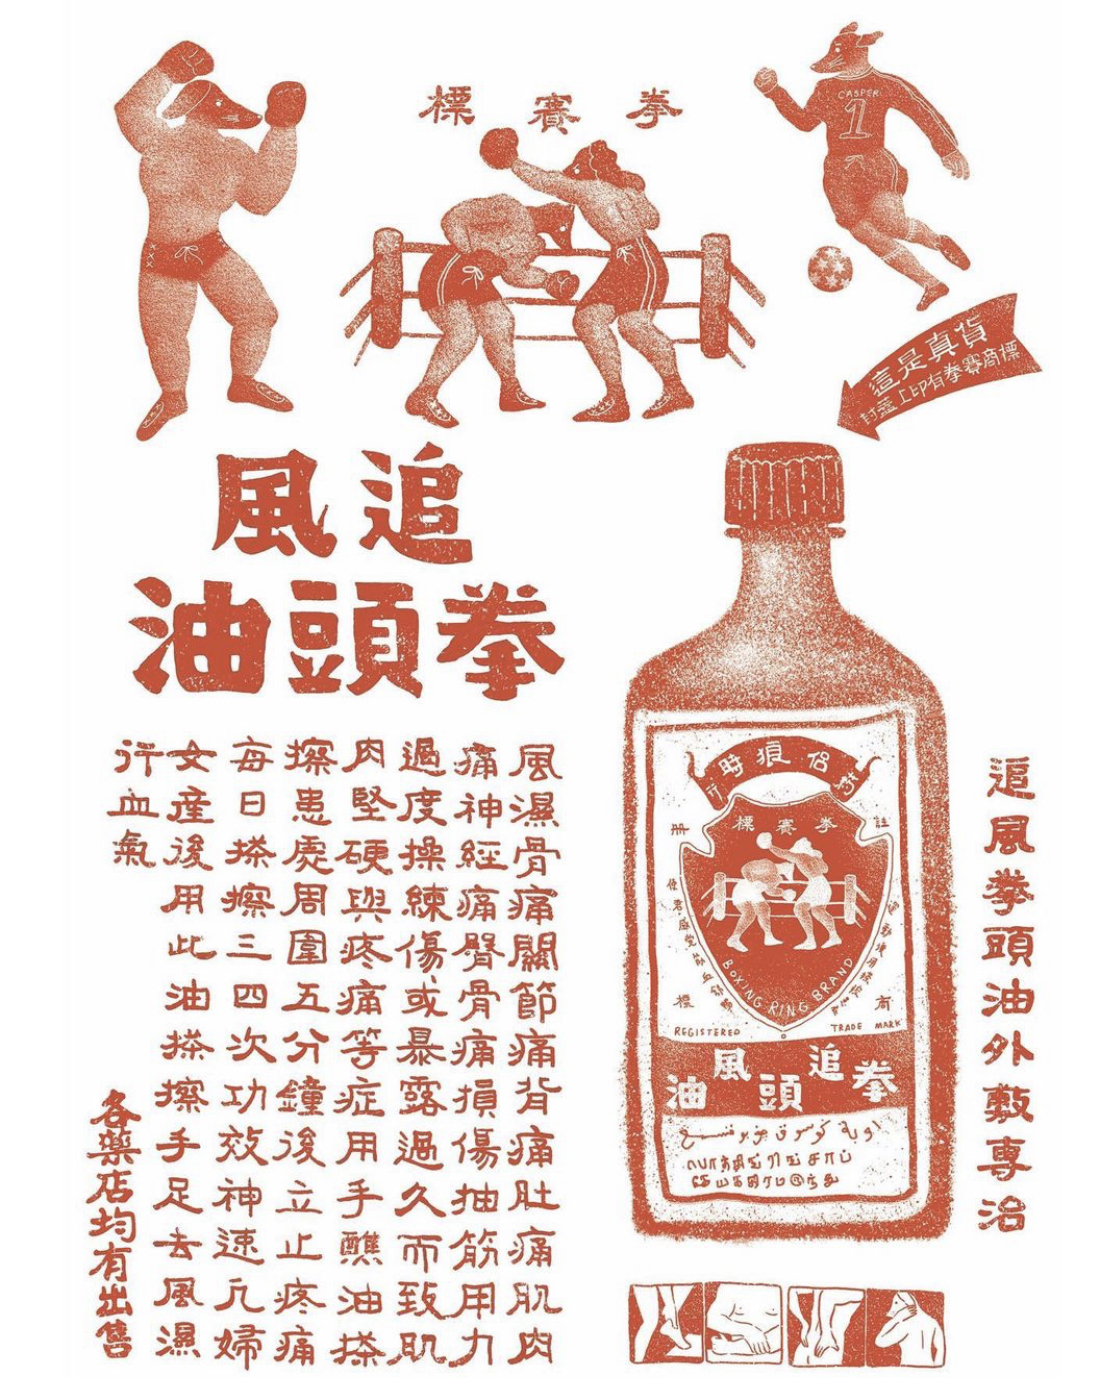 拳賽標
CASPER
1
這是真貨
封蓋上印有拳賽商標
追風
拳頭油
追風拳頭油外敷專治
風濕骨痛關節痛背痛肚痛肌肉
痛神經痛臀骨痛損傷抽筋用力
過度操練傷或暴露過久而致肌
肉堅硬與疼痛等症用手醮油搽
擦患處周圍五分鐘後立止疼痛
每日搽擦三四次功效神速凡婦
女產後用此油搽擦手足去風濕
行血氣
各藥店均有出售
侶狼時行
註冊
拳賽標
BOXING RING BRAND
商標
REGISTERED TRADE MARK
追風
拳頭油